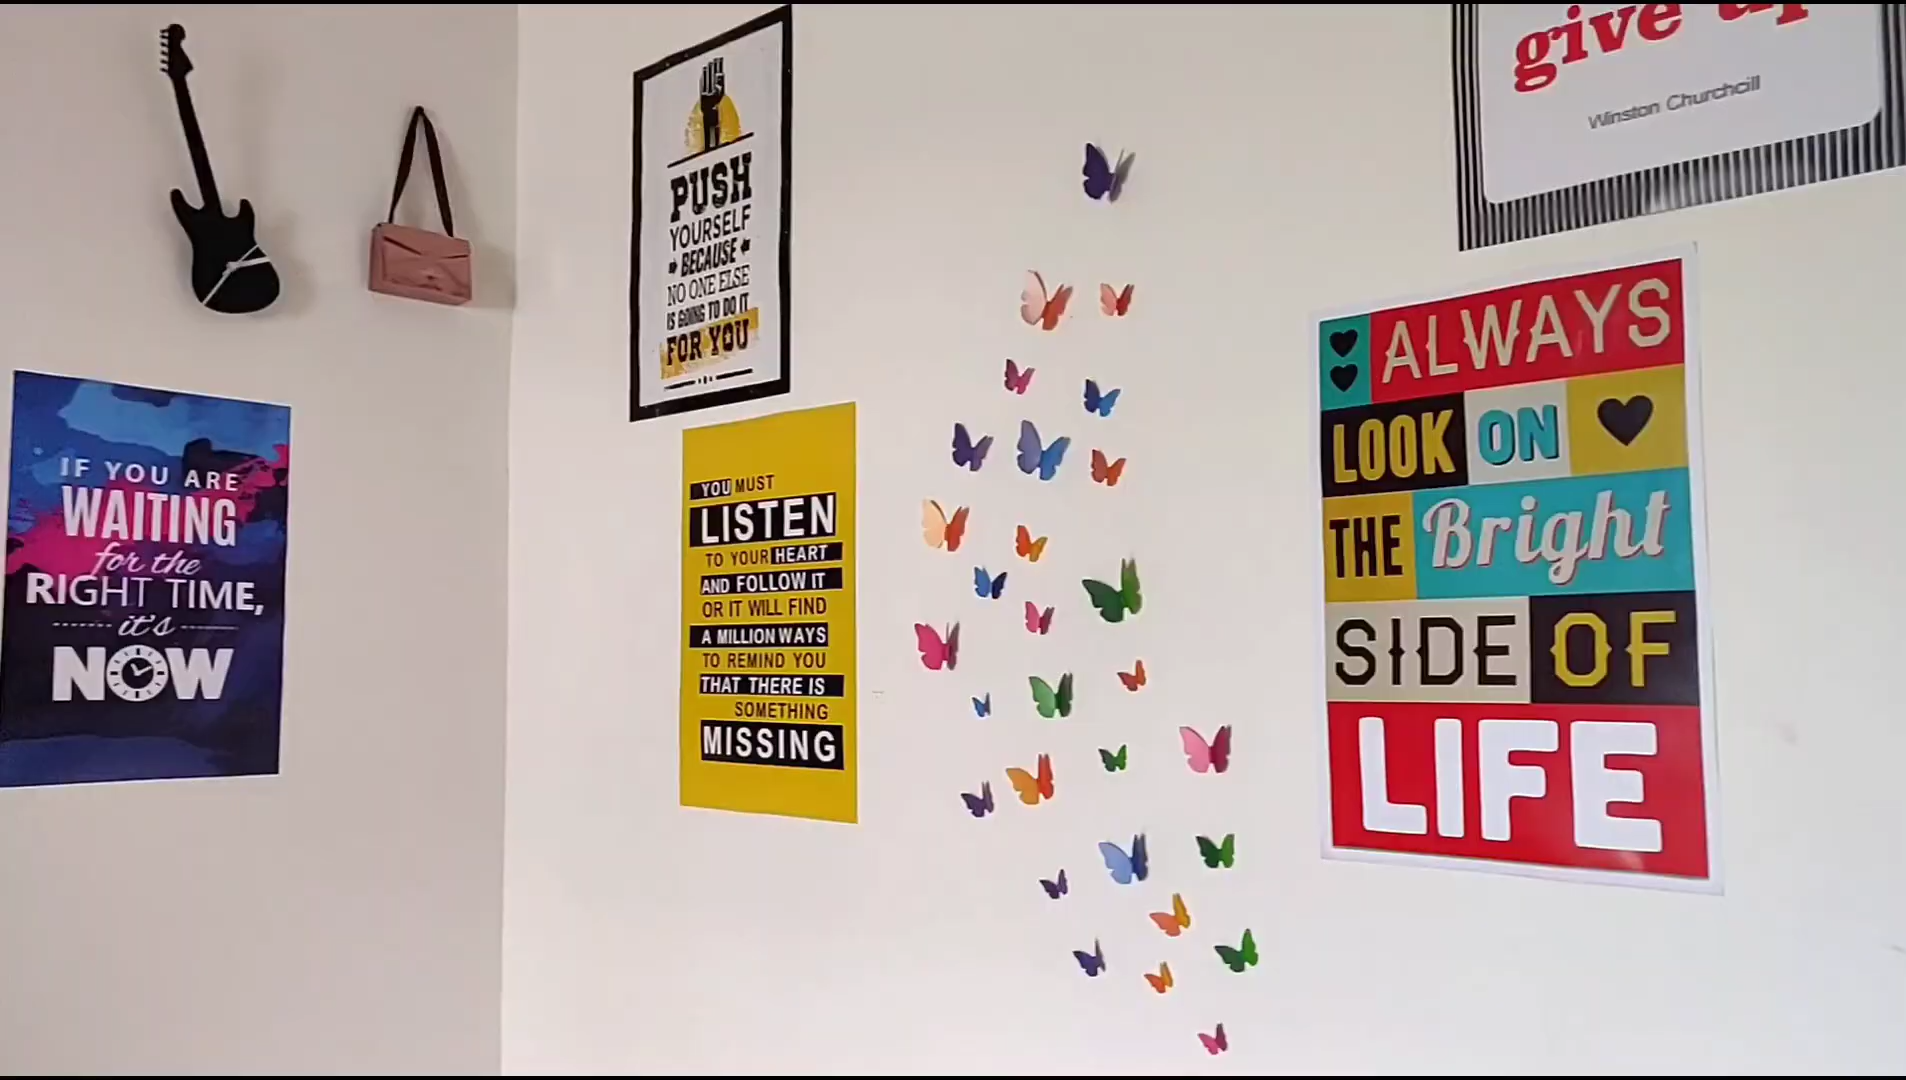 IF YOU ARE
WAITING
for the
RIGHT TIME,
it's
NOW
PUSH
YOURSELF
BECAUSE
NO ONE ELSE
IS GOING TO DO IT
FOR YOU
YOU MUST
LISTEN
TO YOUR HEART
AND FOLLOW IT
OR IT WILL FIND
A MILLION WAYS
TO REMIND YOU
THAT THERE IS
SOMETHING
MISSING
give up
Winston Churchcill
ALWAYS
LOOK ON
THE Bright
SIDE OF
LIFE